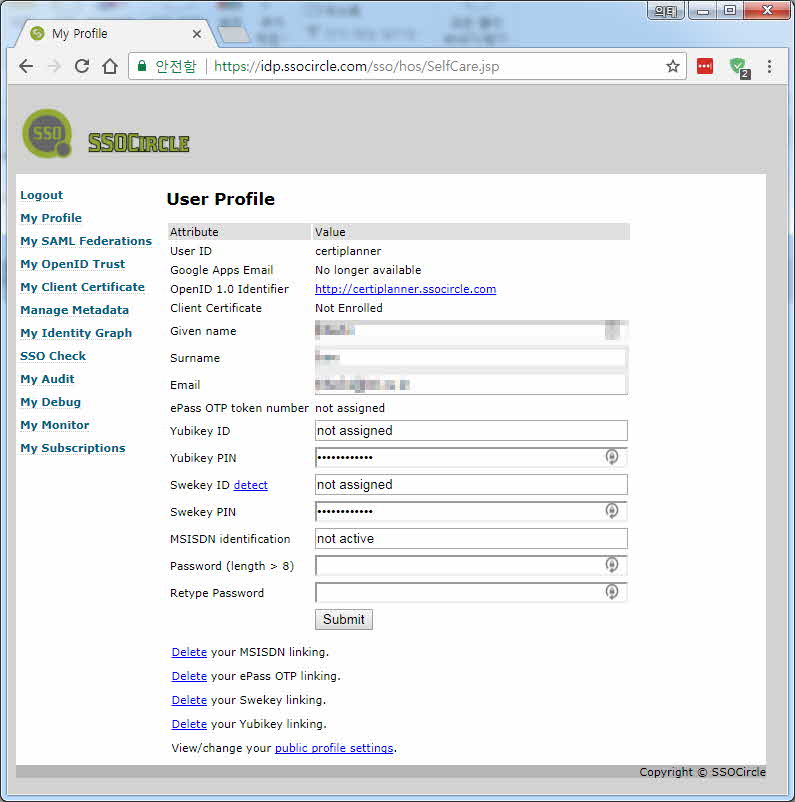 의태
My Profile
안전함 https://idp.ssocircle.com/sso/hos/SelfCare.jsp
2
SSO SSOCIRCLE
Logout
My Profile
My SAML Federations
My OpenID Trust
My Client Certificate
Manage Metadata
My Identity Graph
SSO Check
My Audit
My Debug
My Monitor
My Subscriptions
User Profile
Attribute Value
User ID certiplanner
Google Apps Email No longer available
OpenID 1.0 Identifier http://certiplanner.ssocircle.com
Client Certificate Not Enrolled
Given name
Surname
Email
ePass OTP token number not assigned
Yubikey ID not assigned
Yubikey PIN ••••••••••••
Swekey ID detect not assigned
Swekey PIN ••••••••••••
MSISDN identification not active
Password (length > 8)
Retype Password
Submit
Delete your MSISDN linking.
Delete your ePass OTP linking.
Delete your Swekey linking.
Delete your Yubikey linking.
View/change your public profile settings.
Copyright © SSOCircle